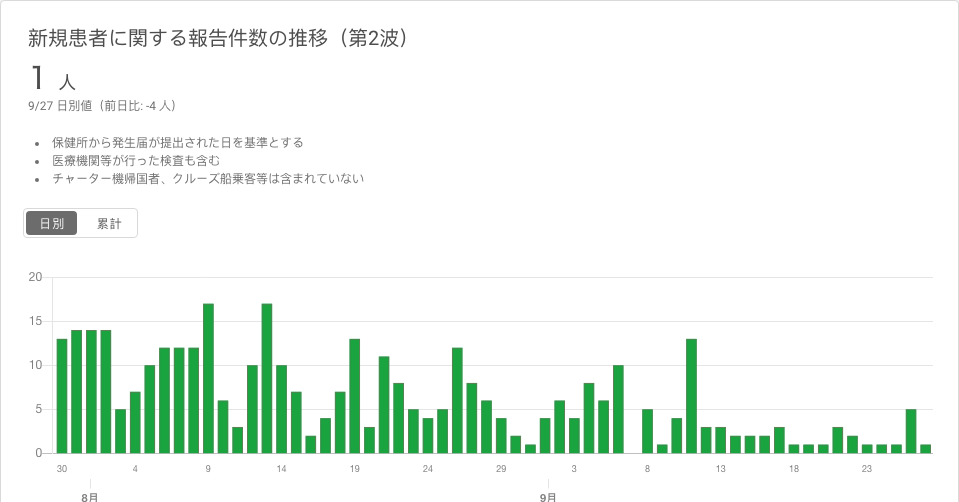 新規患者に関する報告件数の推移（第2波）
1 人
9/27 日別値（前日比: -4 人）
保健所から発生届が提出された日を基準とする
医療機関等が行った検査も含む
チャーター機帰国者、クルーズ船乗客等は含まれていない
日別 累計
20
15
10
5
0
30 4 9 14 19 24 29 3 8 13 18 23
8月 9月